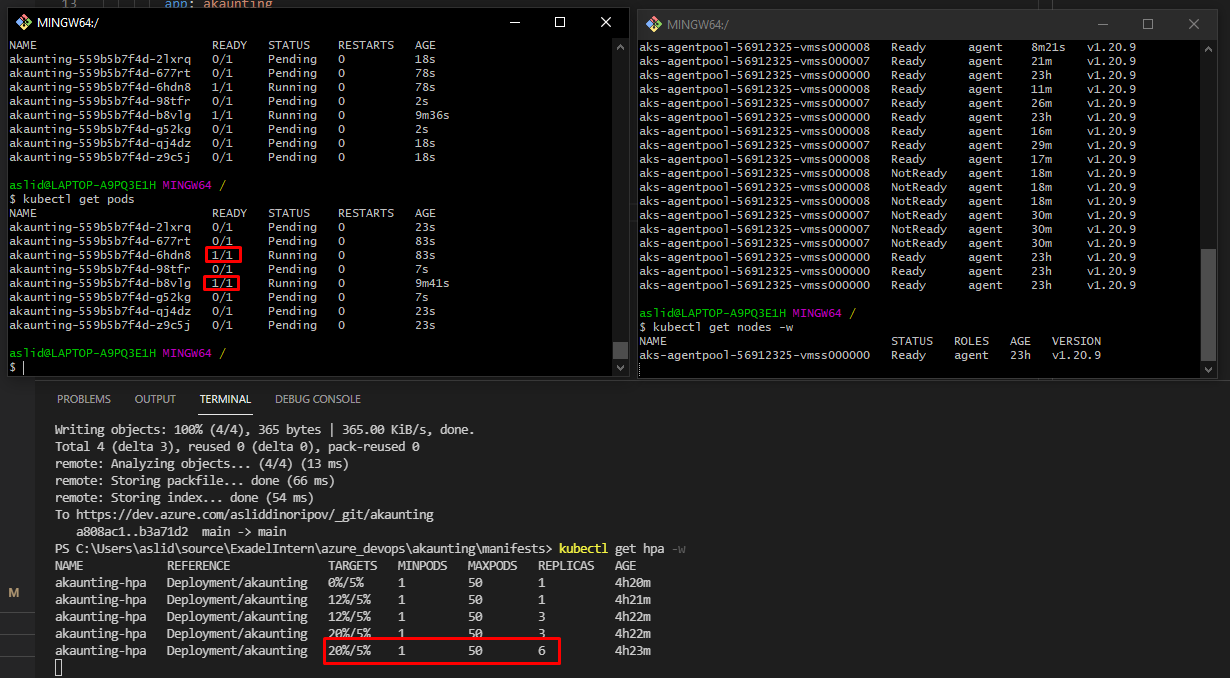 13 app: akaunting
MINGW64:/
NAME READY STATUS RESTARTS AGE
akaunting-559b5b7f4d-2lxrq 0/1 Pending 0 18s
akaunting-559b5b7f4d-677rt 0/1 Pending 0 78s
akaunting-559b5b7f4d-6hdn8 1/1 Running 0 78s
akaunting-559b5b7f4d-98tfr 0/1 Pending 0 2s
akaunting-559b5b7f4d-b8vlg 1/1 Running 0 9m36s
akaunting-559b5b7f4d-g52kg 0/1 Pending 0 2s
akaunting-559b5b7f4d-qj4dz 0/1 Pending 0 18s
akaunting-559b5b7f4d-z9c5j 0/1 Pending 0 18s
aslid@LAPTOP-A9PQ3E1H MINGW64 /
$ kubectl get pods
NAME READY STATUS RESTARTS AGE
akaunting-559b5b7f4d-2lxrq 0/1 Pending 0 23s
akaunting-559b5b7f4d-677rt 0/1 Pending 0 83s
akaunting-559b5b7f4d-6hdn8 1/1 Running 0 83s
akaunting-559b5b7f4d-98tfr 0/1 Pending 0 7s
akaunting-559b5b7f4d-b8vlg 1/1 Running 0 9m41s
akaunting-559b5b7f4d-g52kg 0/1 Pending 0 7s
akaunting-559b5b7f4d-qj4dz 0/1 Pending 0 23s
akaunting-559b5b7f4d-z9c5j 0/1 Pending 0 23s
aslid@LAPTOP-A9PQ3E1H MINGW64 /
$
MINGW64:/
aks-agentpool-56912325-vmss000008 Ready agent 8m21s v1.20.9
aks-agentpool-56912325-vmss000007 Ready agent 21m v1.20.9
aks-agentpool-56912325-vmss000000 Ready agent 23h v1.20.9
aks-agentpool-56912325-vmss000008 Ready agent 11m v1.20.9
aks-agentpool-56912325-vmss000007 Ready agent 26m v1.20.9
aks-agentpool-56912325-vmss000000 Ready agent 23h v1.20.9
aks-agentpool-56912325-vmss000008 Ready agent 16m v1.20.9
aks-agentpool-56912325-vmss000007 Ready agent 29m v1.20.9
aks-agentpool-56912325-vmss000008 Ready agent 17m v1.20.9
aks-agentpool-56912325-vmss000008 NotReady agent 18m v1.20.9
aks-agentpool-56912325-vmss000008 NotReady agent 18m v1.20.9
aks-agentpool-56912325-vmss000008 NotReady agent 18m v1.20.9
aks-agentpool-56912325-vmss000007 NotReady agent 30m v1.20.9
aks-agentpool-56912325-vmss000007 NotReady agent 30m v1.20.9
aks-agentpool-56912325-vmss000007 NotReady agent 30m v1.20.9
aks-agentpool-56912325-vmss000000 Ready agent 23h v1.20.9
aks-agentpool-56912325-vmss000000 Ready agent 23h v1.20.9
aks-agentpool-56912325-vmss000000 Ready agent 23h v1.20.9
aslid@LAPTOP-A9PQ3E1H MINGW64 /
$ kubectl get nodes -w
NAME STATUS ROLES AGE VERSION
aks-agentpool-56912325-vmss000000 Ready agent 23h v1.20.9
PROBLEMS OUTPUT TERMINAL DEBUG CONSOLE
Writing objects: 100% (4/4), 365 bytes | 365.00 KiB/s, done.
Total 4 (delta 3), reused 0 (delta 0), pack-reused 0
remote: Analyzing objects... (4/4) (13 ms)
remote: Storing packfile... done (66 ms)
remote: Storing index... done (54 ms)
To https://dev.azure.com/asliddinoripov/_git/akaunting
a808ac1..b3a71d2 main -> main
PS C:\Users\aslid\source\ExadelIntern\azure_devops\akaunting\manifests> kubectl get hpa -w
NAME REFERENCE TARGETS MINPODS MAXPODS REPLICAS AGE
akaunting-hpa Deployment/akaunting 0%/5% 1 50 1 4h20m
akaunting-hpa Deployment/akaunting 12%/5% 1 50 1 4h21m
akaunting-hpa Deployment/akaunting 12%/5% 1 50 3 4h22m
akaunting-hpa Deployment/akaunting 20%/5% 1 50 3 4h22m
akaunting-hpa Deployment/akaunting 20%/5% 1 50 6 4h23m
M